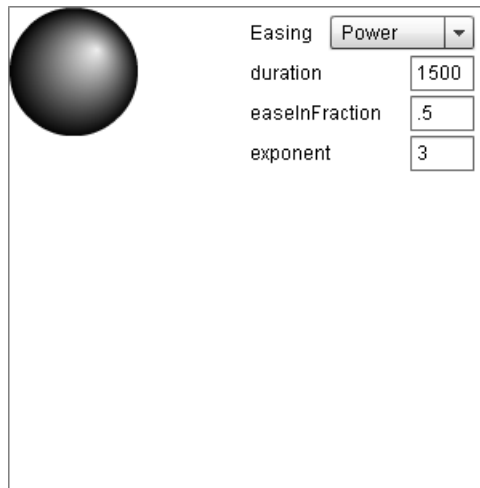 Easing Power
duration 1500
easeInFraction .5
exponent 3